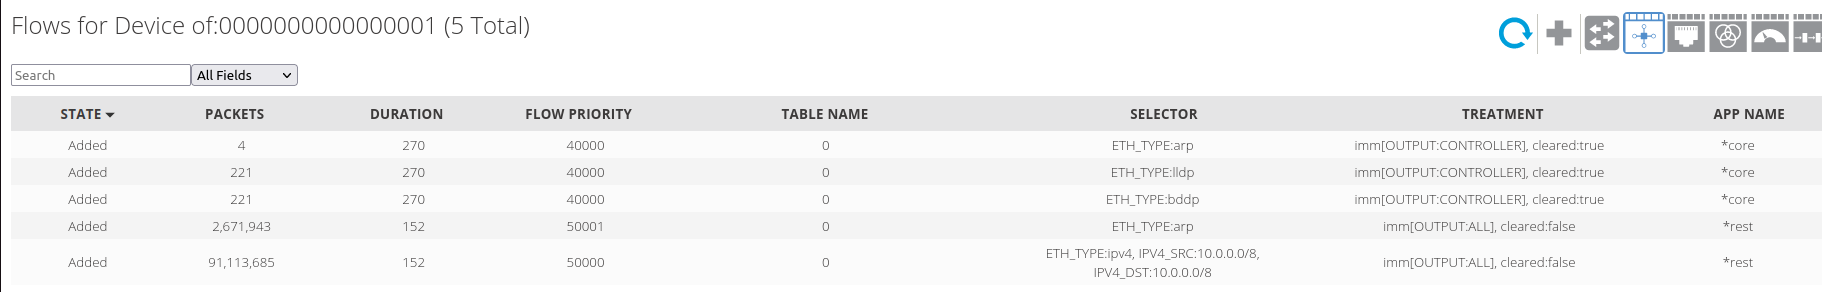 Flows for Device of:0000000000000001 (5 Total)
Search All Fields
STATE PACKETS DURATION FLOW PRIORITY TABLE NAME SELECTOR TREATMENT APP NAME
Added 4 270 40000 0 ETH_TYPE:arp imm[OUTPUT:CONTROLLER], cleared:true *core
Added 221 270 40000 0 ETH_TYPE:lldp imm[OUTPUT:CONTROLLER], cleared:true *core
Added 221 270 40000 0 ETH_TYPE:bddp imm[OUTPUT:CONTROLLER], cleared:true *core
Added 2,671,943 152 50001 0 ETH_TYPE:arp imm[OUTPUT:ALL], cleared:false *rest
Added 91,113,685 152 50000 0 ETH_TYPE:ipv4, IPV4_SRC:10.0.0.0/8, imm[OUTPUT:ALL], cleared:false *rest
IPV4_DST:10.0.0.0/8